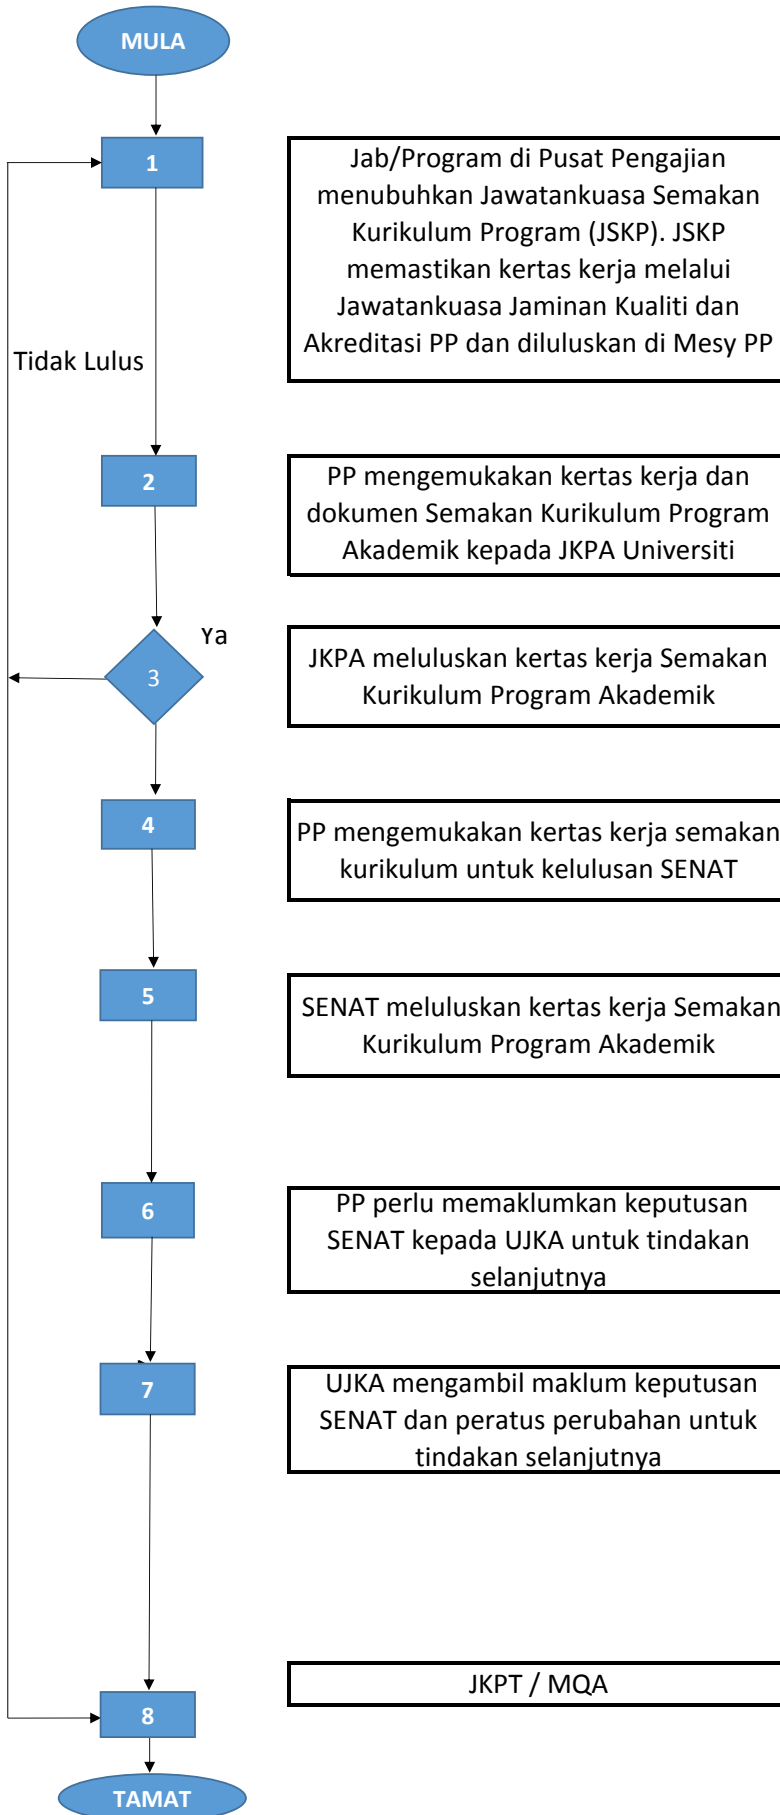 MULA
1
Jab/Program di Pusat Pengajian
menubuhkan Jawatankuasa Semakan
Kurikulum Program (JSKP). JSKP
memastikan kertas kerja melalui
Jawatankuasa Jaminan Kualiti dan
Akreditasi PP dan diluluskan di Mesy PP
Tidak Lulus
2
PP mengemukakan kertas kerja dan
dokumen Semakan Kurikulum Program
Akademik kepada JKPA Universiti
Ya
3
JKPA meluluskan kertas kerja Semakan
Kurikulum Program Akademik
4
PP mengemukakan kertas kerja semakan
kurikulum untuk kelulusan SENAT
5
SENAT meluluskan kertas kerja Semakan
Kurikulum Program Akademik
6
PP perlu memaklumkan keputusan
SENAT kepada UJKA untuk tindakan
selanjutnya
7
UJKA mengambil maklum keputusan
SENAT dan peratus perubahan untuk
tindakan selanjutnya
8
JKPT / MQA
TAMAT